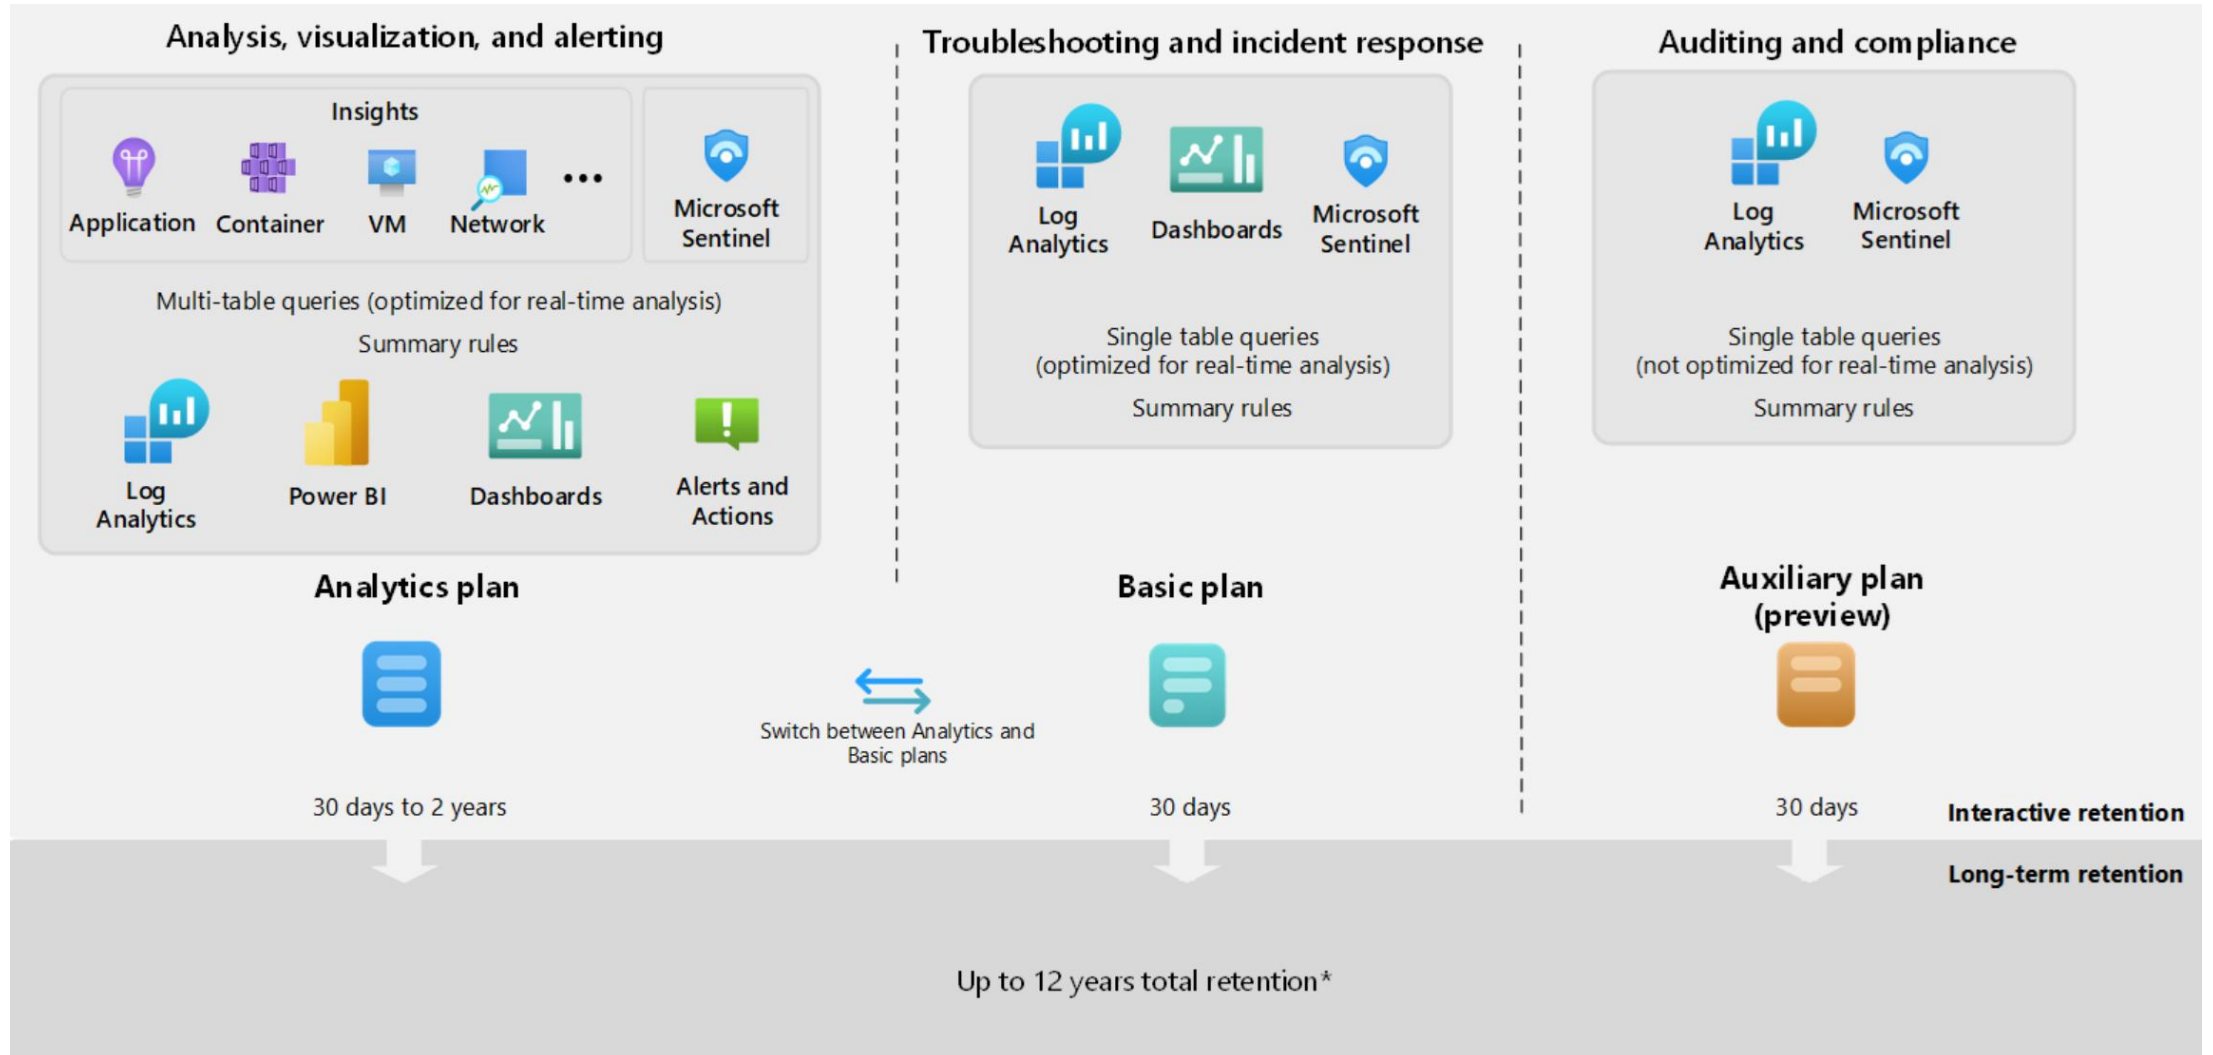 Analysis, visualization, and alerting
Insights
Application
Container
VM
Network
Microsoft
Sentinel
Multi-table queries (optimized for real-time analysis)
Summary rules
Log
Analytics
Power BI
Dashboards
Alerts and
Actions
Analytics plan
30 days to 2 years
Switch between Analytics and
Basic plans
Troubleshooting and incident response
Log
Analytics
Dashboards
Microsoft
Sentinel
Single table queries
(optimized for real-time analysis)
Summary rules
Basic plan
30 days
Auditing and compliance
Log
Analytics
Microsoft
Sentinel
Single table queries
(not optimized for real-time analysis)
Summary rules
Auxiliary plan
(preview)
30 days
Interactive retention
Long-term retention
Up to 12 years total retention*